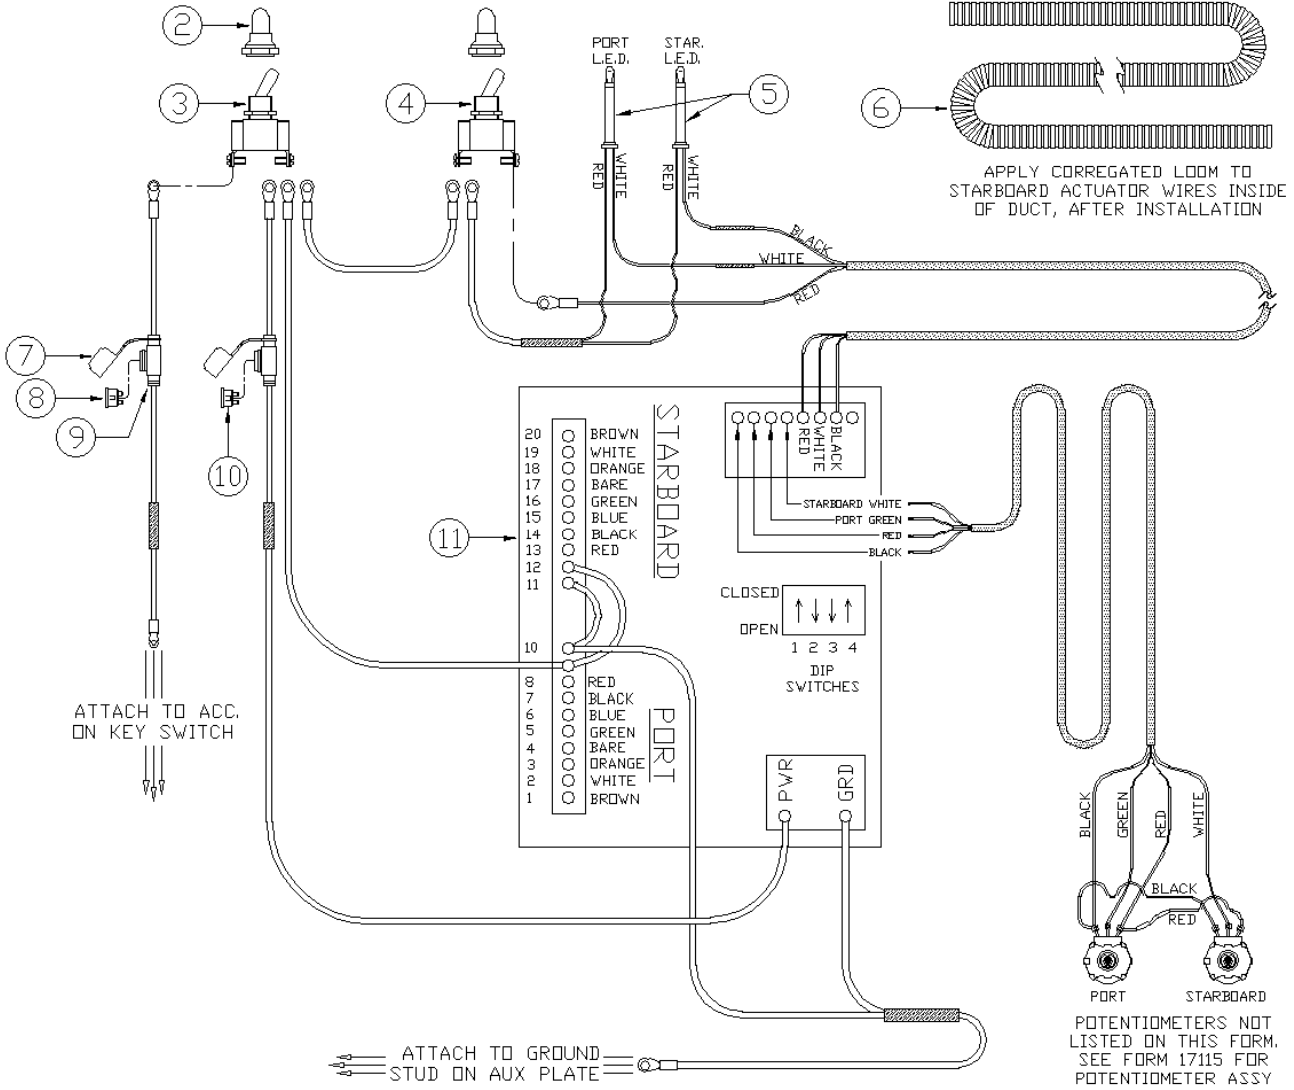 2
3
4
PORT
L.E.D.
STAR.
L.E.D.
5
6
APPLY CORREGATED LOOM TO
STARBOARD ACTUATOR WIRES INSIDE
OF DUCT, AFTER INSTALLATION
RED
WHITE
RED
WHITE
BLACK
WHITE
RED
7
8
9
10
11
STARBOARD
20 BROWN
19 WHITE
18 ORANGE
17 BARE
16 GREEN
15 BLUE
14 BLACK
13 RED
12
11
10
8 RED
7 BLACK
6 BLUE
5 GREEN
4 BARE
3 ORANGE
2 WHITE
1 BROWN
PORT
RED
WHITE
BLACK
STARBOARD WHITE
PORT GREEN
RED
BLACK
CLOSED
OPEN
1 2 3 4
DIP
SWITCHES
PWR
GRD
ATTACH TO ACC.
ON KEY SWITCH
BLACK
GREEN
RED
WHITE
BLACK
RED
PORT
STARBOARD
POTENTIOMETERS NOT
LISTED ON THIS FORM.
SEE FORM 17115 FOR
POTENTIOMETER ASSY
ATTACH TO GROUND
STUD ON AUX PLATE